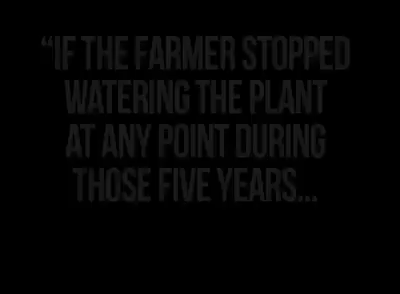 “IF THE FARMER STOPPED
WATERING THE PLANT
AT ANY POINT DURING
THOSE FIVE YEARS...